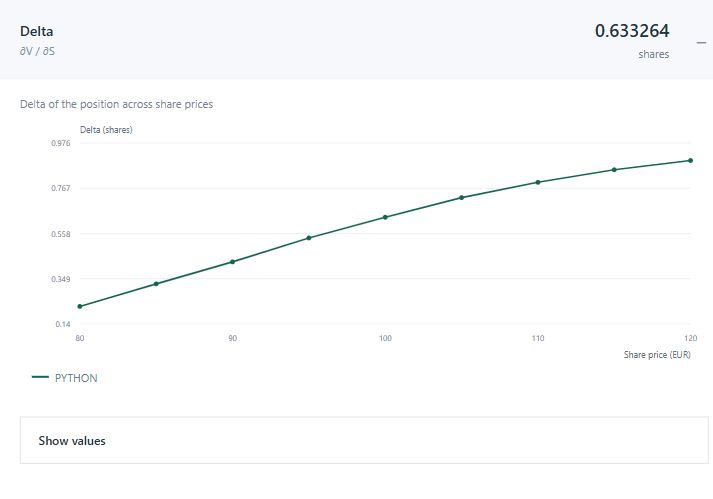 Delta
∂V / ∂S
0.633264
shares
Delta of the position across share prices
Delta (shares)
0.976
0.767
0.558
0.349
0.14
80 90 100 110 120
Share price (EUR)
PYTHON
Show values